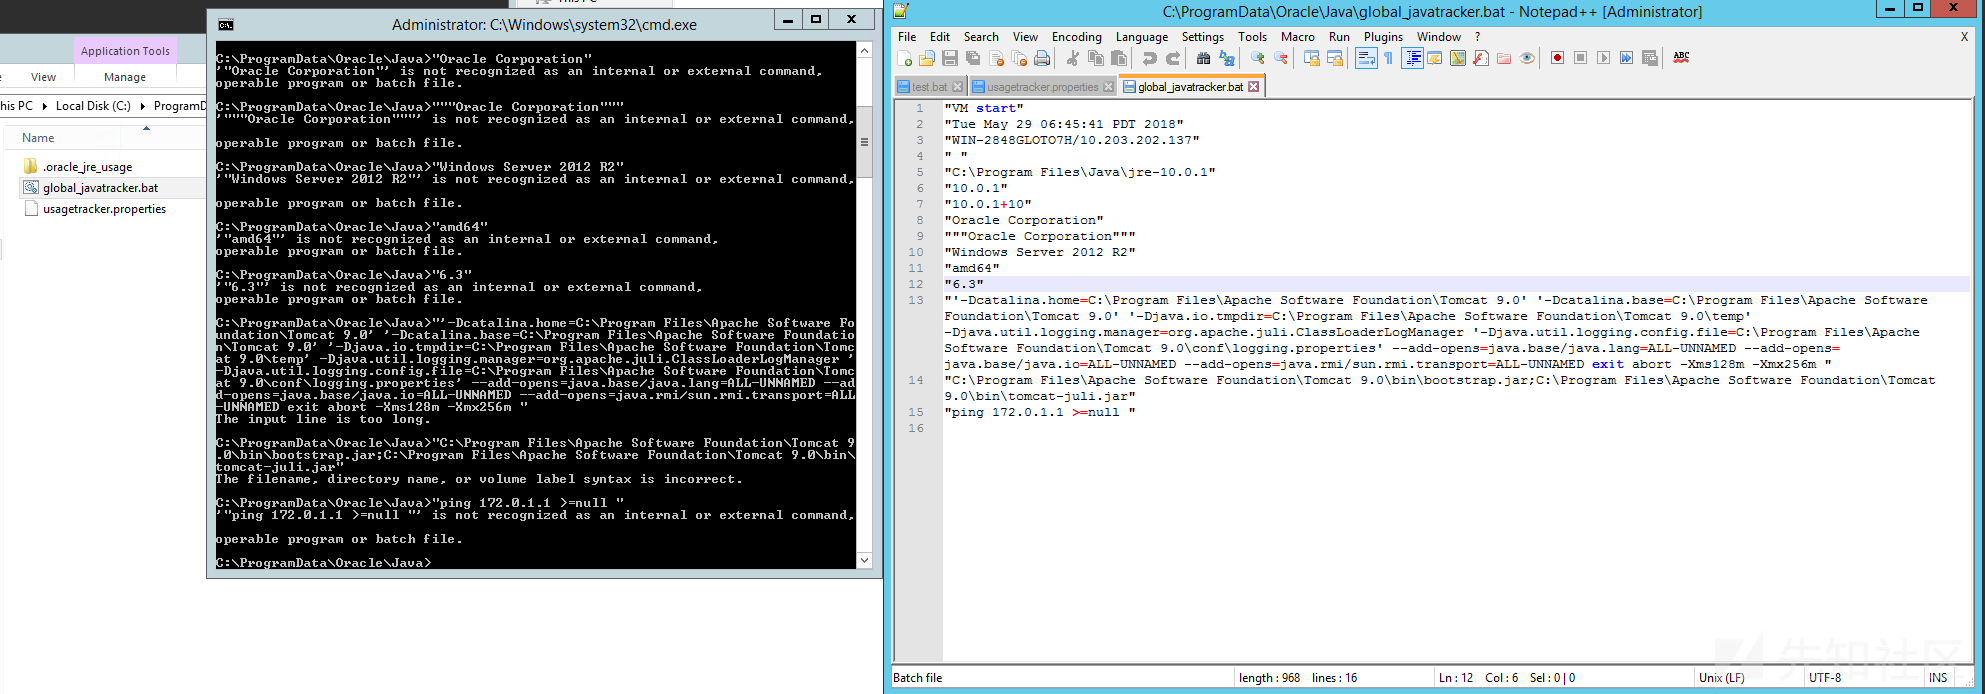 This PC
Application Tools
View
Manage
his PC
Local Disk (C:)
ProgramD
Name
.oracle_jre_usage
global_javatracker.bat
usagetracker.properties
Administrator: C:\Windows\system32\cmd.exe
C:\ProgramData\Oracle\Java>"Oracle Corporation"
'"Oracle Corporation"' is not recognized as an internal or external command,
operable program or batch file.
C:\ProgramData\Oracle\Java>"""Oracle Corporation"""
'"""Oracle Corporation"""' is not recognized as an internal or external command,
operable program or batch file.
C:\ProgramData\Oracle\Java>"Windows Server 2012 R2"
'"Windows Server 2012 R2"' is not recognized as an internal or external command,
operable program or batch file.
C:\ProgramData\Oracle\Java>"amd64"
'"amd64"' is not recognized as an internal or external command,
operable program or batch file.
C:\ProgramData\Oracle\Java>"6.3"
'"6.3"' is not recognized as an internal or external command,
operable program or batch file.
C:\ProgramData\Oracle\Java>"'-Dcatalina.home=C:\Program Files\Apache Software Fo
undation\Tomcat 9.0' '-Dcatalina.base=C:\Program Files\Apache Software Foundatio
n\Tomcat 9.0' '-Djava.io.tmpdir=C:\Program Files\Apache Software Foundation\Tomc
at 9.0\temp' -Djava.util.logging.manager=org.apache.juli.ClassLoaderLogManager '
-Djava.util.logging.config.file=C:\Program Files\Apache Software Foundation\Tomc
at 9.0\conf\logging.properties' --add-opens=java.base/java.lang=ALL-UNNAMED --ad
d-opens=java.base/java.io=ALL-UNNAMED --add-opens=java.rmi/sun.rmi.transport=ALL
-UNNAMED exit abort -Xms128m -Xmx256m "
The input line is too long.
C:\ProgramData\Oracle\Java>"C:\Program Files\Apache Software Foundation\Tomcat 9
.0\bin\bootstrap.jar;C:\Program Files\Apache Software Foundation\Tomcat 9.0\bin\
tomcat-juli.jar"
The filename, directory name, or volume label syntax is incorrect.
C:\ProgramData\Oracle\Java>"ping 172.0.1.1 >=null "
'"ping 172.0.1.1 >=null "' is not recognized as an internal or external command,
operable program or batch file.
C:\ProgramData\Oracle\Java>
C:\ProgramData\Oracle\Java\global_javatracker.bat - Notepad++ [Administrator]
File Edit Search View Encoding Language Settings Tools Macro Run Plugins Window ? X
ABC
test.bat usagetracker.properties global_javatracker.bat
1 "VM start"
2 "Tue May 29 06:45:41 PDT 2018"
3 "WIN-2848GLOTO7H/10.203.202.137"
4 " "
5 "C:\Program Files\Java\jre-10.0.1"
6 "10.0.1"
7 "10.0.1+10"
8 "Oracle Corporation"
9 """Oracle Corporation"""
10 "Windows Server 2012 R2"
11 "amd64"
12 "6.3"
13 "'-Dcatalina.home=C:\Program Files\Apache Software Foundation\Tomcat 9.0' '-Dcatalina.base=C:\Program Files\Apache Software
Foundation\Tomcat 9.0' '-Djava.io.tmpdir=C:\Program Files\Apache Software Foundation\Tomcat 9.0\temp'
-Djava.util.logging.manager=org.apache.juli.ClassLoaderLogManager '-Djava.util.logging.config.file=C:\Program Files\Apache
Software Foundation\Tomcat 9.0\conf\logging.properties' --add-opens=java.base/java.lang=ALL-UNNAMED --add-opens=
java.base/java.io=ALL-UNNAMED --add-opens=java.rmi/sun.rmi.transport=ALL-UNNAMED exit abort -Xms128m -Xmx256m "
14 "C:\Program Files\Apache Software Foundation\Tomcat 9.0\bin\bootstrap.jar;C:\Program Files\Apache Software Foundation\Tomcat
9.0\bin\tomcat-juli.jar"
15 "ping 172.0.1.1 >=null "
16
先知社区
Batch file length : 968 lines : 16 Ln : 12 Col : 6 Sel : 0 | 0 Unix (LF) UTF-8 INS